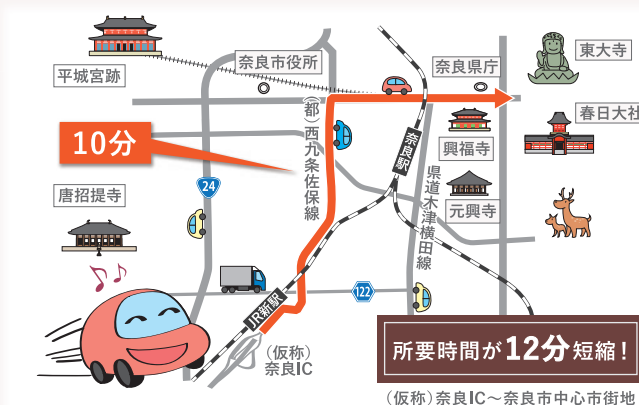 平城宮跡
奈良市役所
奈良県庁
東大寺
春日大社
興福寺
元興寺
10分
(都)西九条佐保線
奈良駅
県道木津横田線
唐招提寺
24
122
JR新駅
(仮称)
奈良IC
所要時間が12分短縮!
(仮称)奈良IC〜奈良市中心市街地